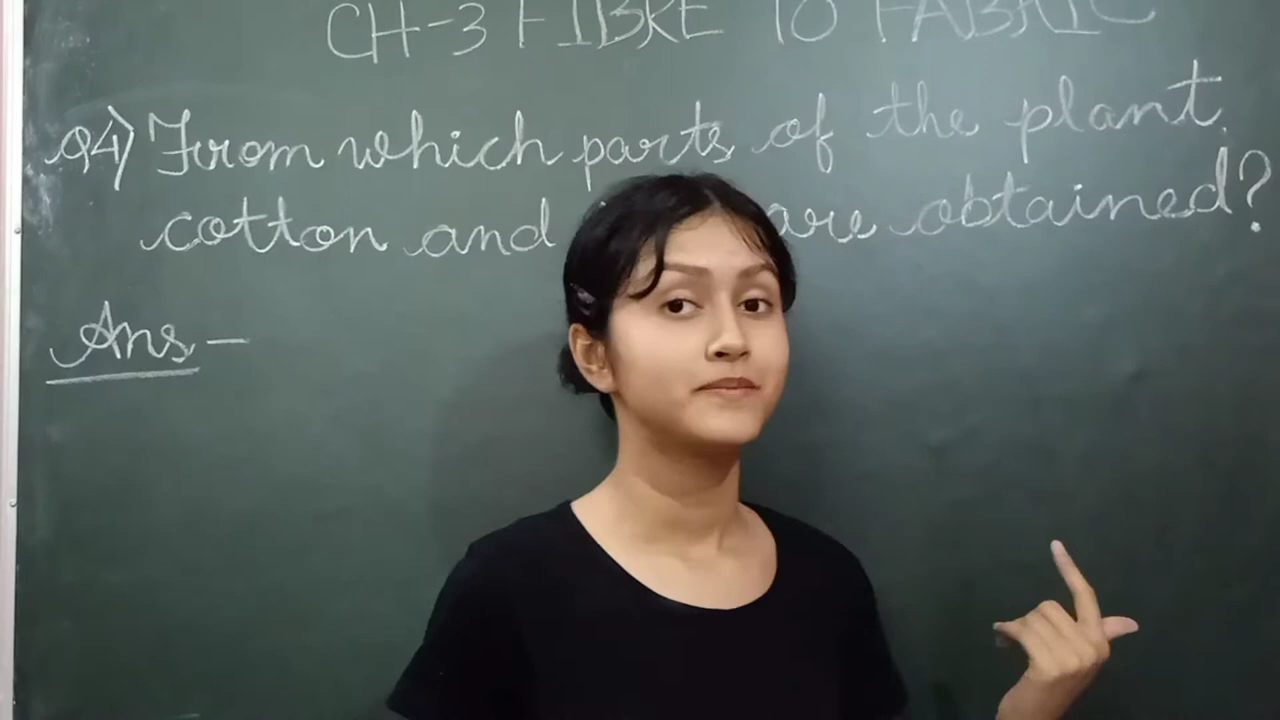 CH-3 FIBRE TO FABRIC
Q4) From which parts of the plant
cotton and are obtained?
Ans-